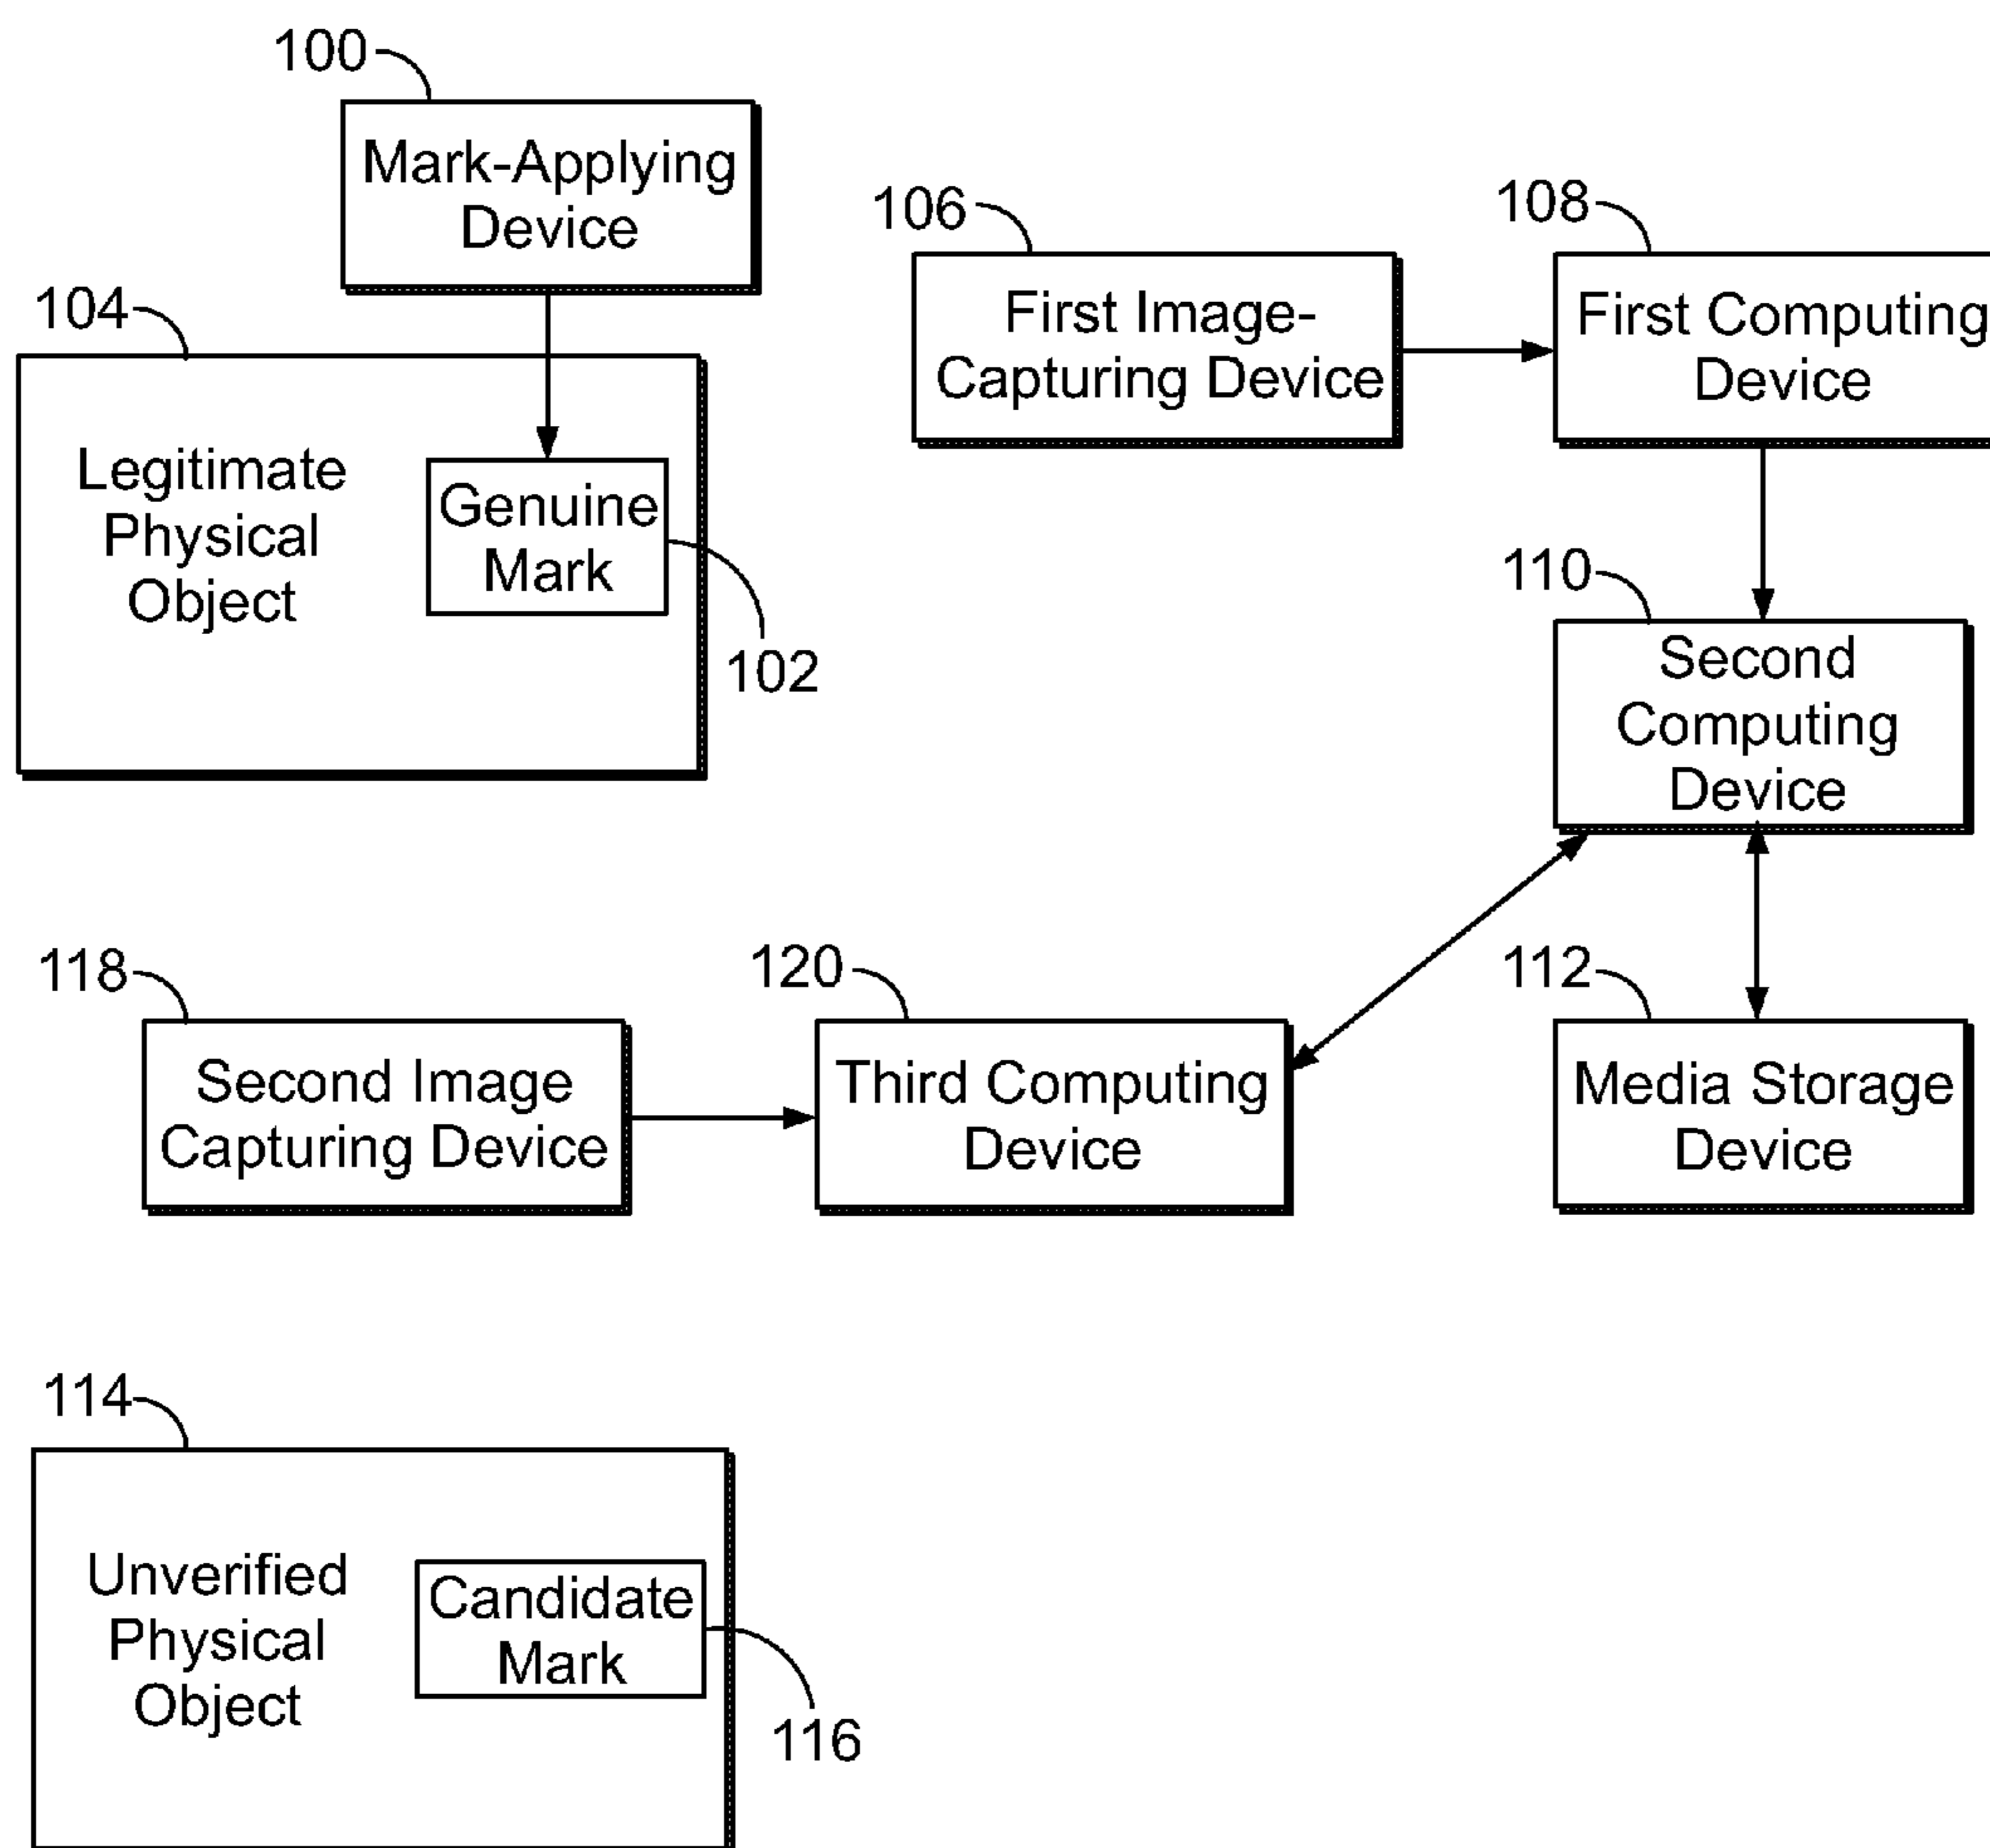 100
Mark-Applying
Device
104
Legitimate
Physical
Object
Genuine
Mark
102
106
First Image-
Capturing Device
108
First Computing
Device
110
Second
Computing
Device
118
Second Image
Capturing Device
120
Third Computing
Device
112
Media Storage
Device
114
Unverified
Physical
Object
Candidate
Mark
116